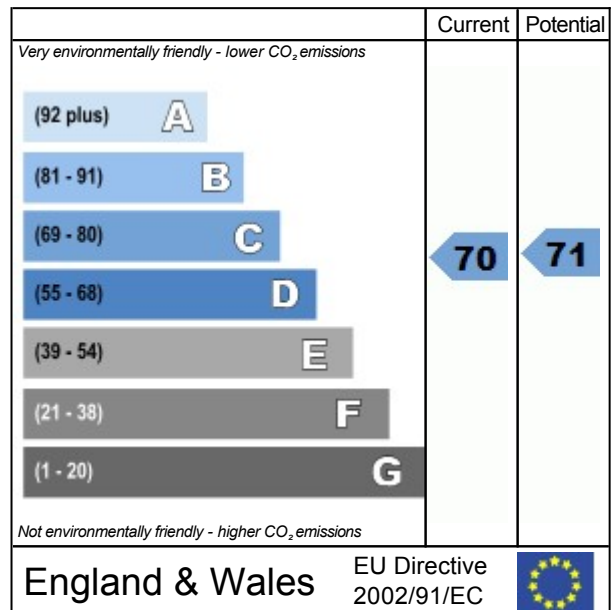 Current Potential
Very environmentally friendly - lower CO₂ emissions
(92 plus) A
(81 - 91) B
(69 - 80) C
70 71
(55 - 68) D
(39 - 54) E
(21 - 38) F
(1 - 20) G
Not environmentally friendly - higher CO₂ emissions
England & Wales
EU Directive
2002/91/EC